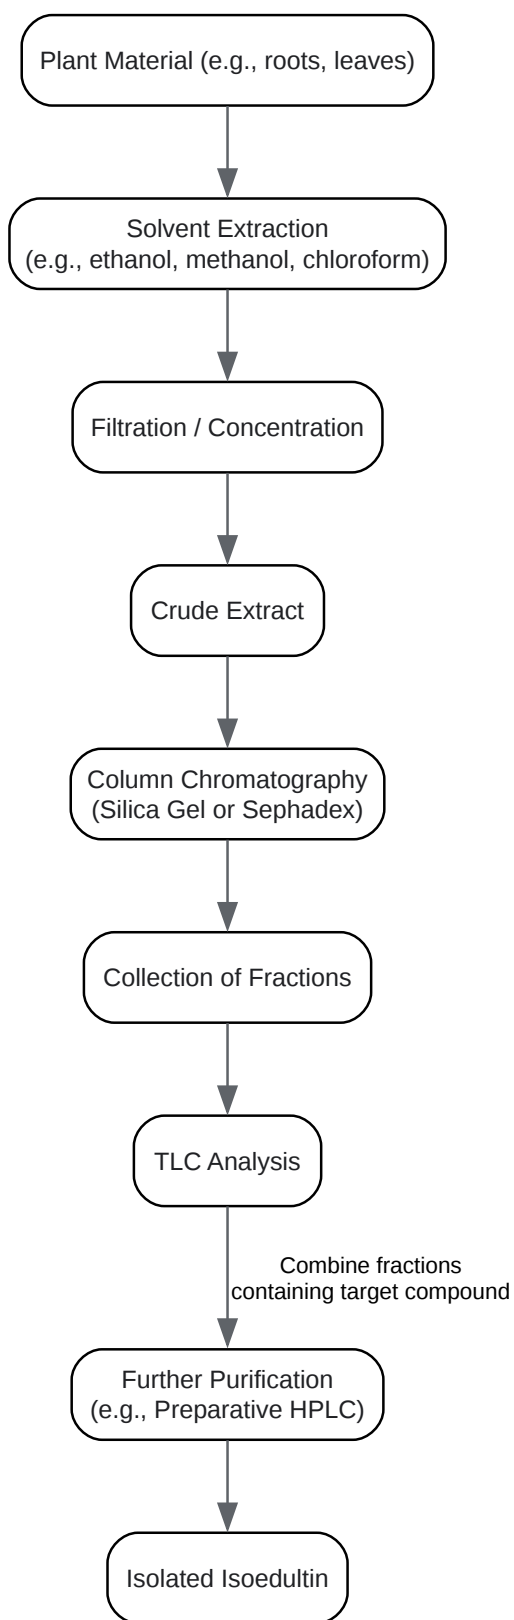 Plant Material (e.g., roots, leaves)
Solvent Extraction
(e.g., ethanol, methanol, chloroform)
Filtration / Concentration
Crude Extract
Column Chromatography
(Silica Gel or Sephadex)
Collection of Fractions
TLC Analysis
Combine fractions
containing target compound
Further Purification
(e.g., Preparative HPLC)
Isolated Isoedultin